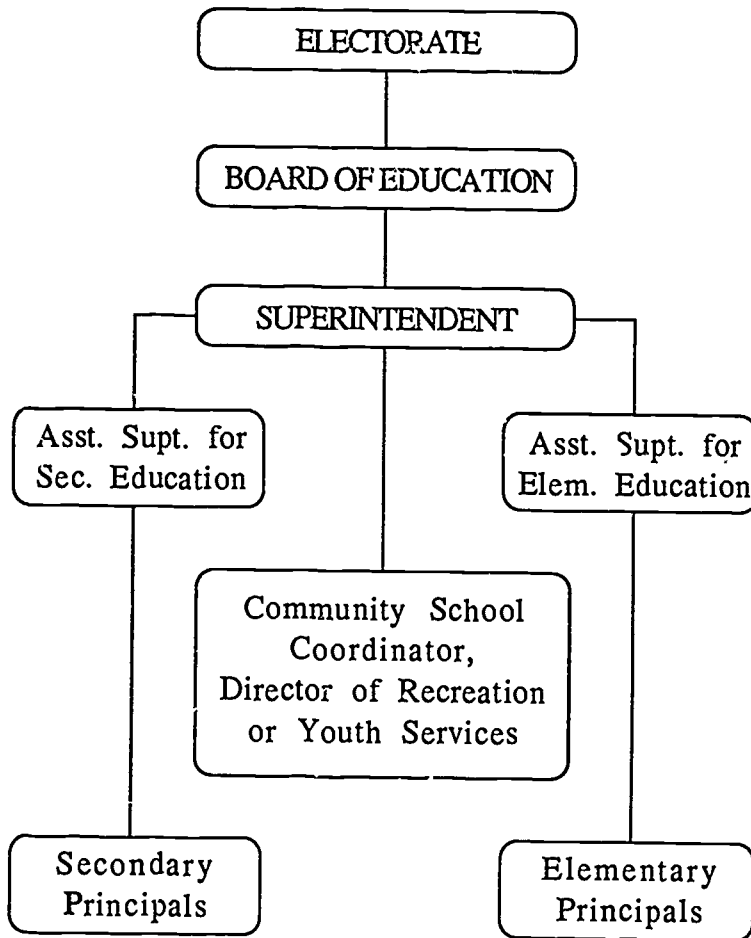 ELECTORATE
BOARD OF EDUCATION
SUPERINTENDENT
Asst. Supt. for
Sec. Education
Asst. Supt. for
Elem. Education
Community School
Coordinator,
Director of Recreation
or Youth Services
Secondary
Principals
Elementary
Principals